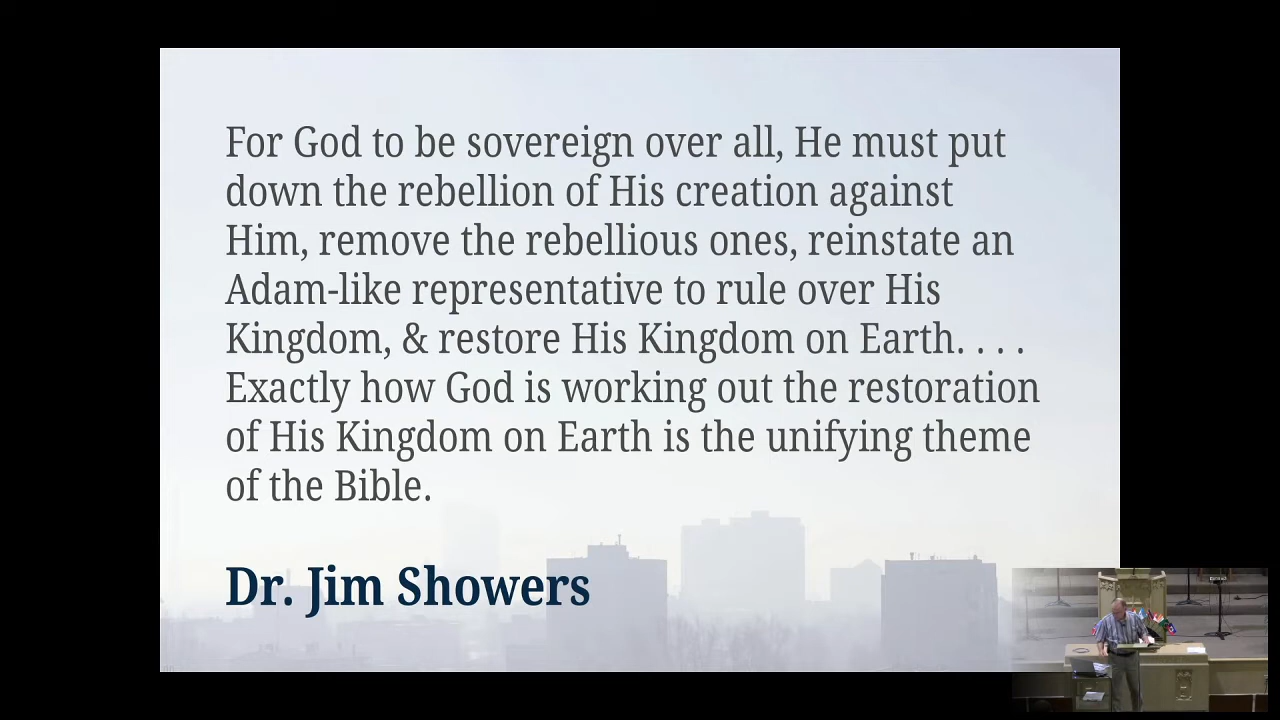 For God to be sovereign over all, He must put
down the rebellion of His creation against
Him, remove the rebellious ones, reinstate an
Adam-like representative to rule over His
Kingdom, & restore His Kingdom on Earth. . . .
Exactly how God is working out the restoration
of His Kingdom on Earth is the unifying theme
of the Bible.
Dr. Jim Showers